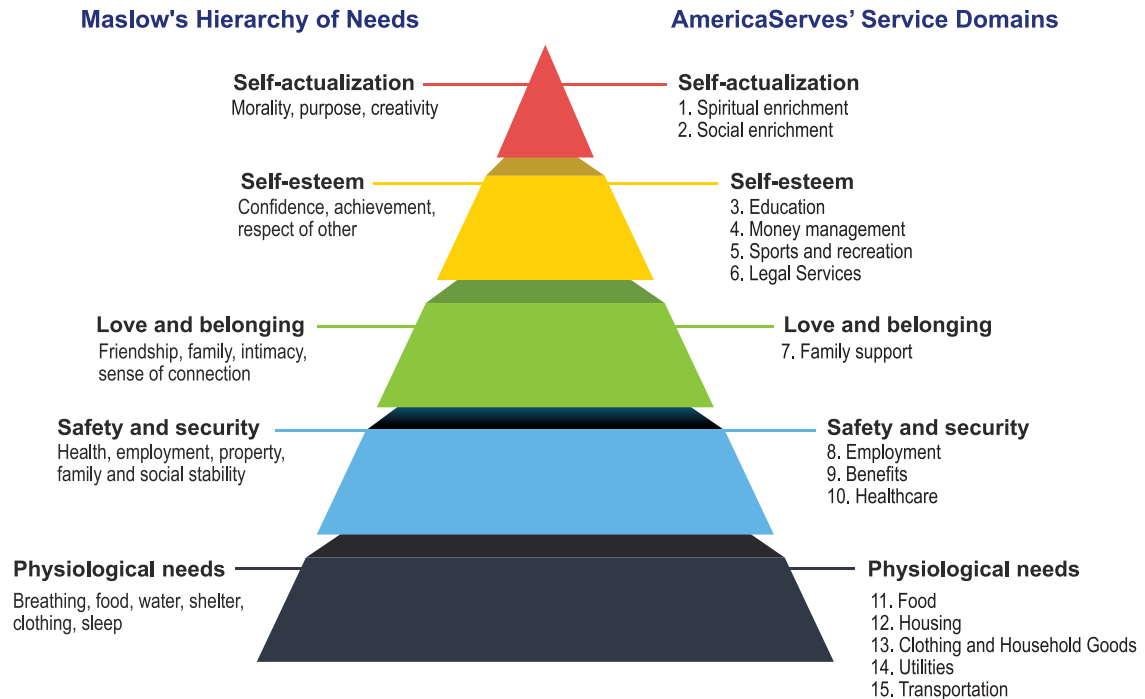 Maslow's Hierarchy of Needs
Self-actualization
Morality, purpose, creativity
Self-esteem
Confidence, achievement,
respect of other
Love and belonging
Friendship, family, intimacy,
sense of connection
Safety and security
Health, employment, property,
family and social stability
Physiological needs
Breathing, food, water, shelter,
clothing, sleep
AmericaServes’ Service Domains
Self-actualization
1. Spiritual enrichment
2. Social enrichment
Self-esteem
3. Education
4. Money management
5. Sports and recreation
6. Legal Services
Love and belonging
7. Family support
Safety and security
8. Employment
9. Benefits
10. Healthcare
Physiological needs
11. Food
12. Housing
13. Clothing and Household Goods
14. Utilities
15. Transportation